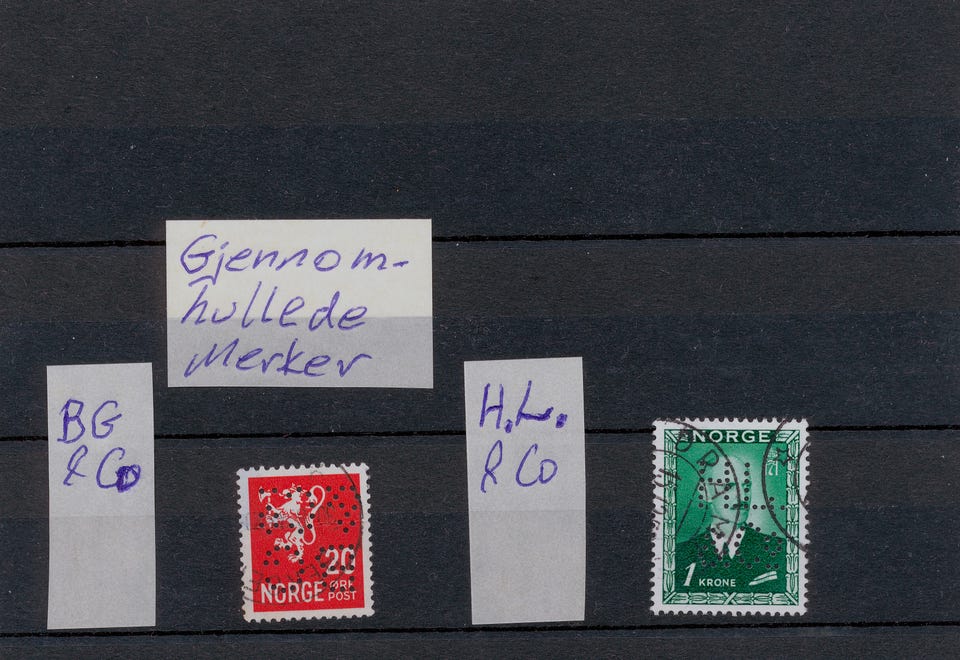 Gjennom-
hullede
Merker
BG
& Co
H.L.
& Co
20
NORGE ØRE
POST
NORGE
1 KRONE